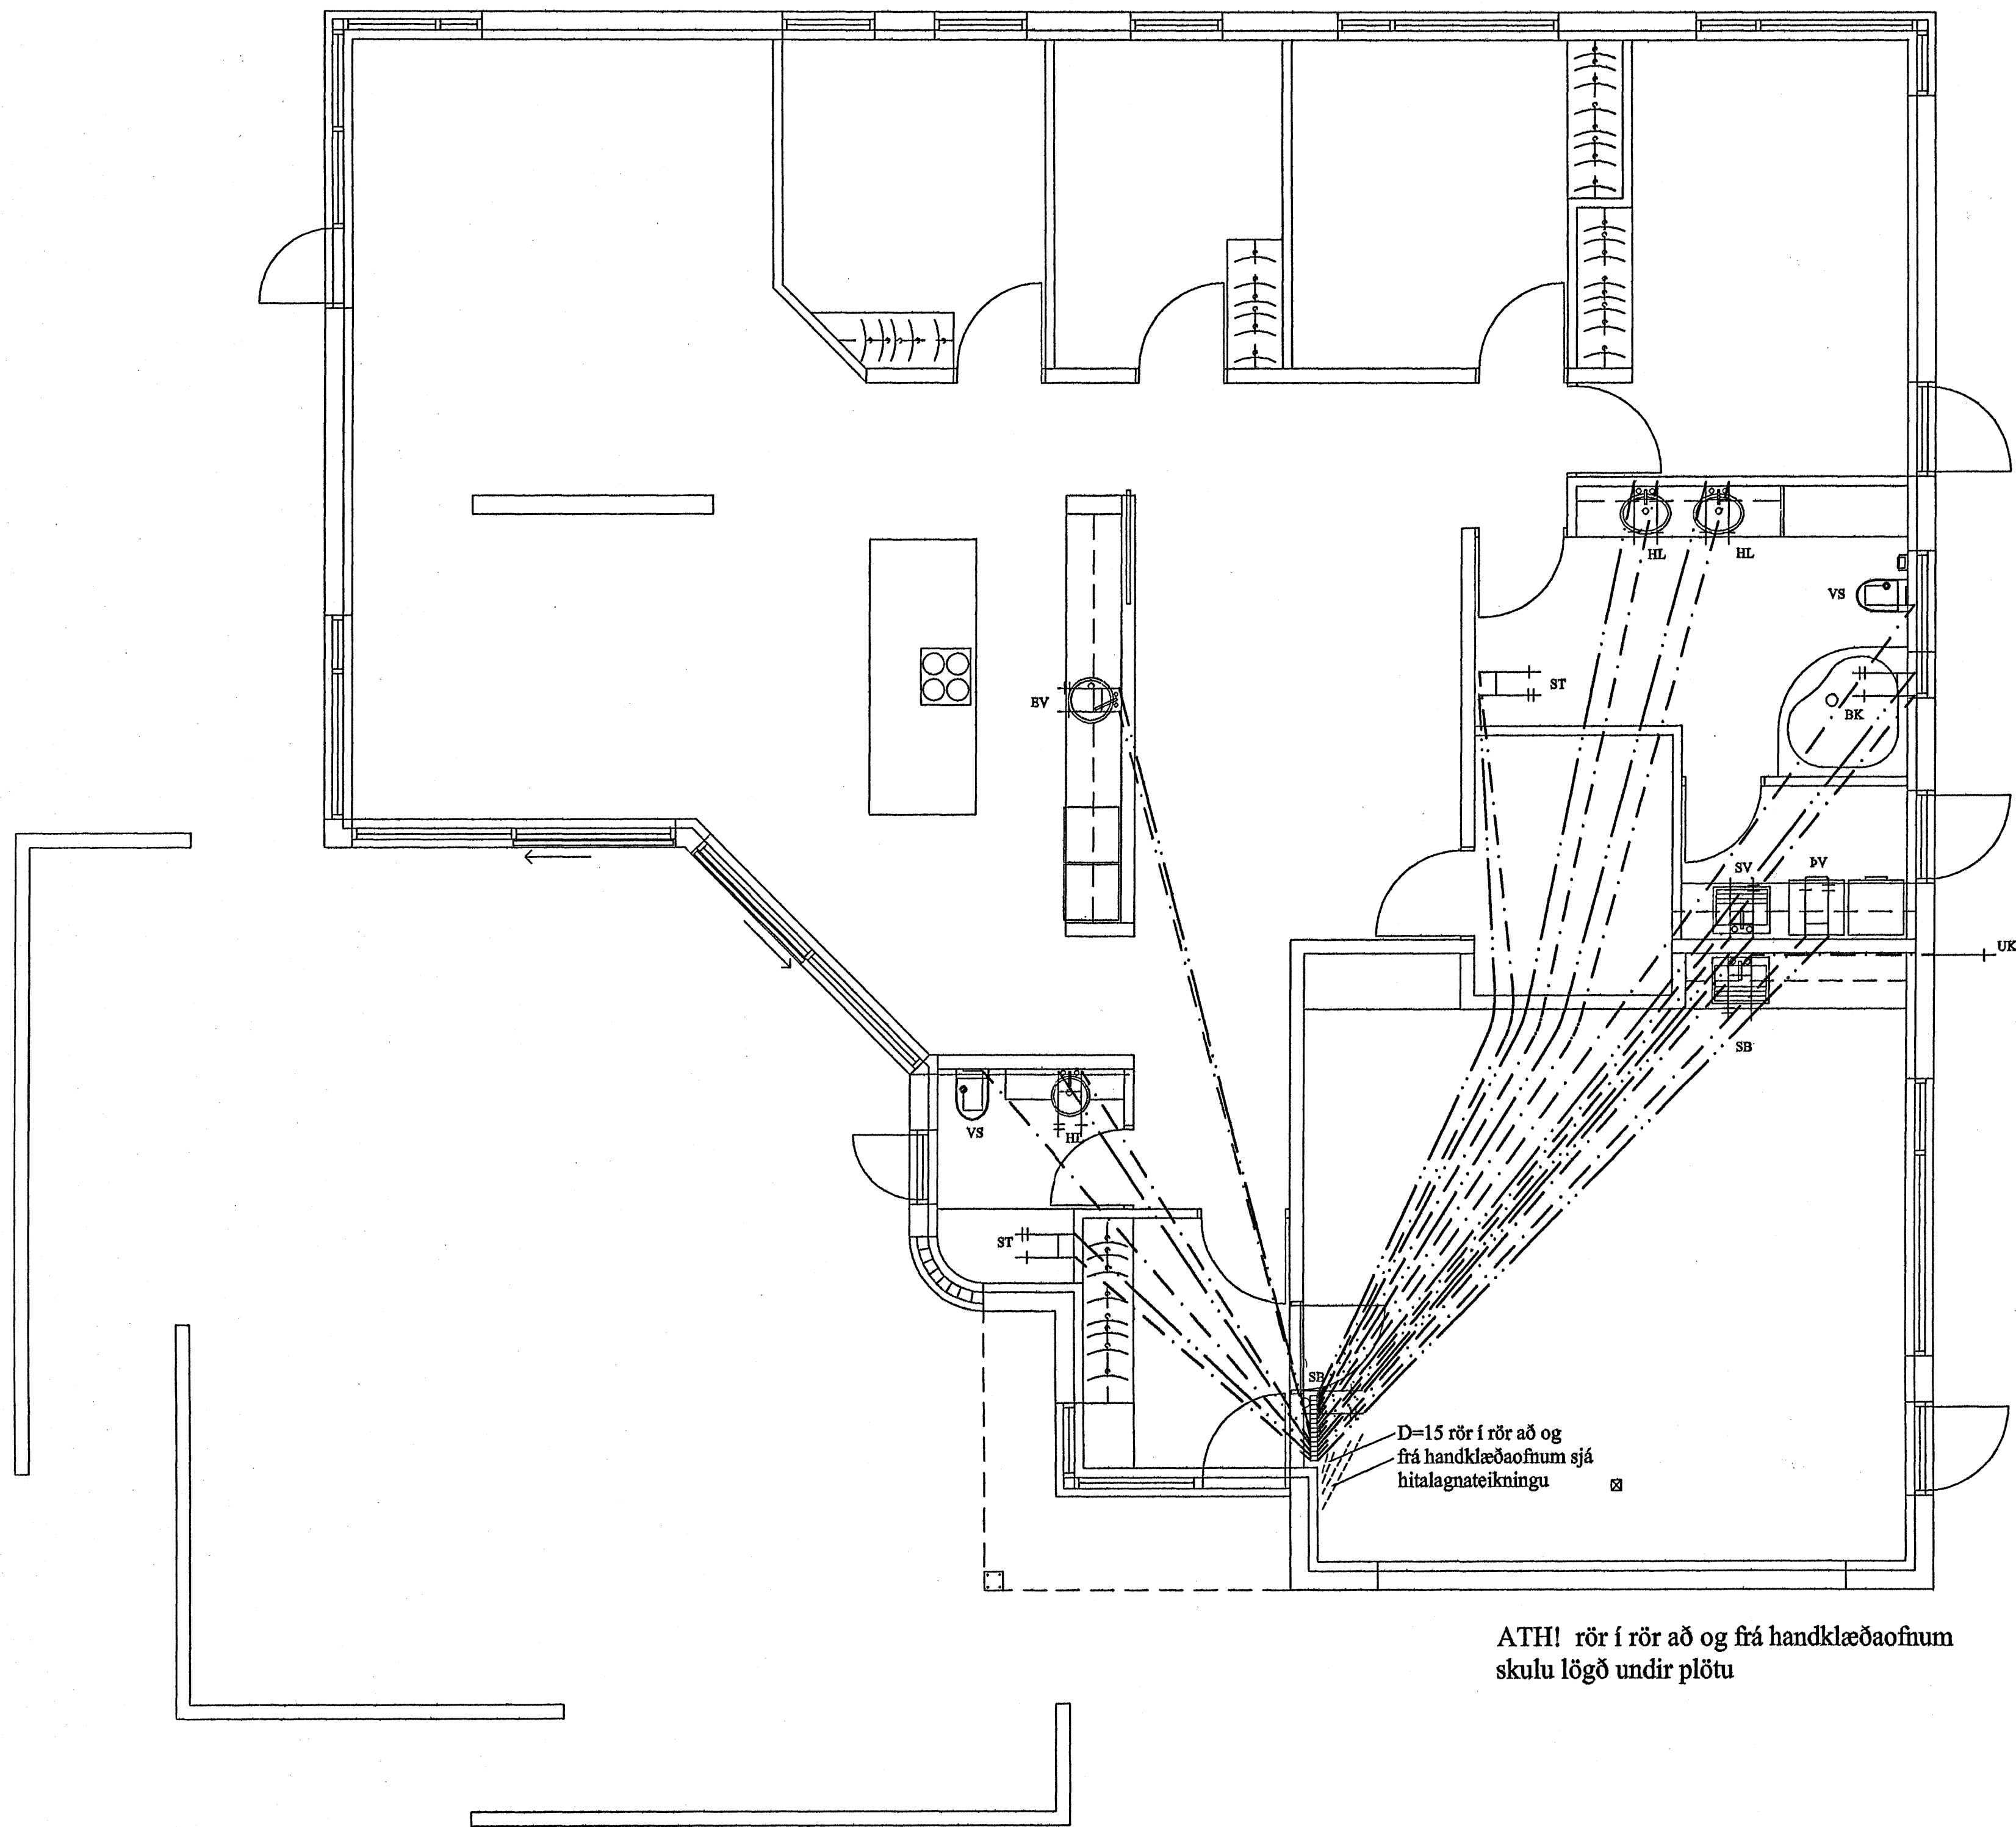 HL
HL
VS
ST
EV
BK
SV
ÞV
UK
SB
VS
HL
ST
SB
D=15 rör í rör að og
frá handklæðaofnum sjá
hitalagnateikningu
ATH! rör í rör að og frá handklæðaofnum
skulu lögð undir plötu